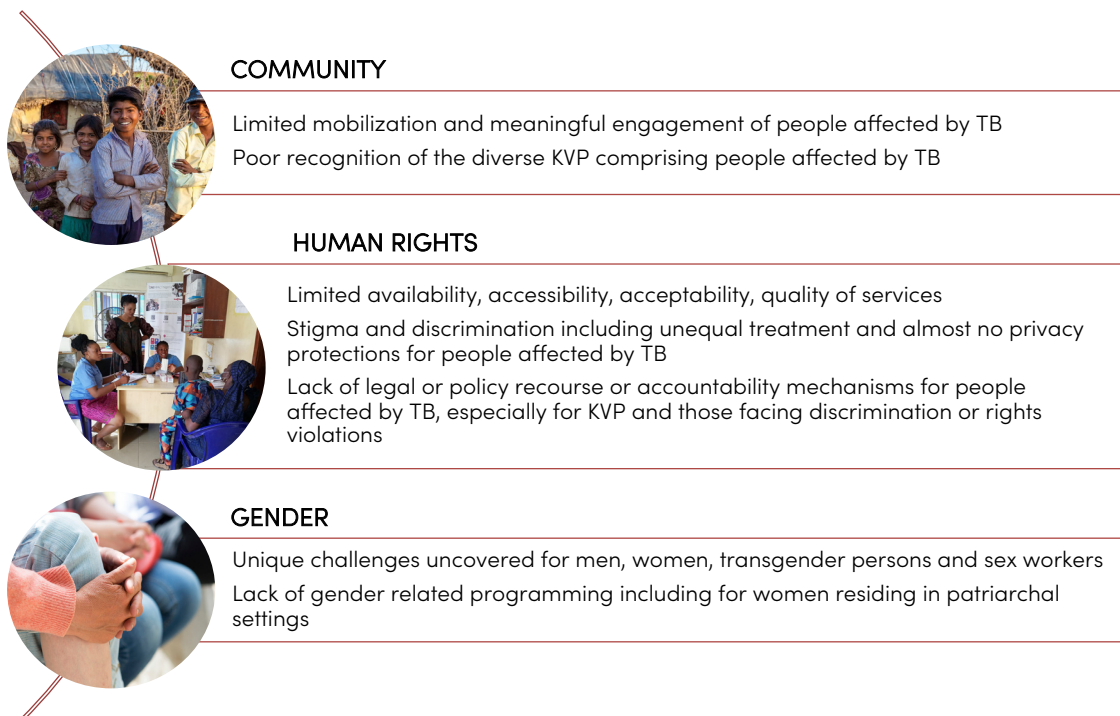 COMMUNITY
Limited mobilization and meaningful engagement of people affected by TB
Poor recognition of the diverse KVP comprising people affected by TB
HUMAN RIGHTS
Limited availability, accessibility, acceptability, quality of services
Stigma and discrimination including unequal treatment and almost no privacy
protections for people affected by TB
Lack of legal or policy recourse or accountability mechanisms for people
affected by TB, especially for KVP and those facing discrimination or rights
violations
GENDER
Unique challenges uncovered for men, women, transgender persons and sex workers
Lack of gender related programming including for women residing in patriarchal
settings